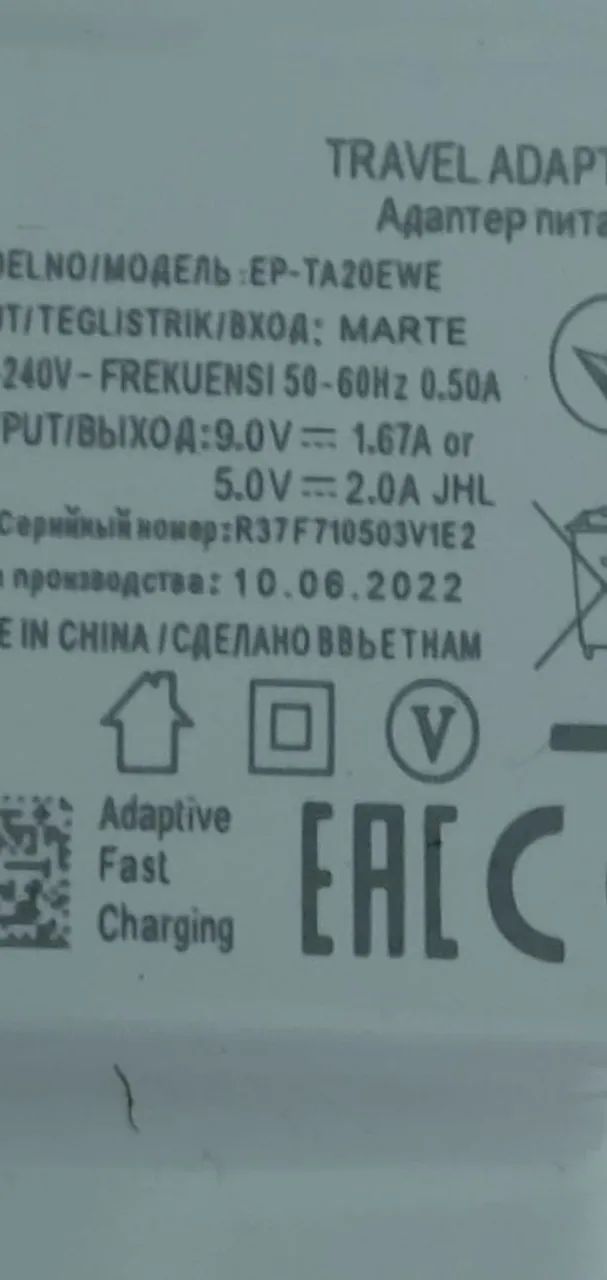 TRAVEL ADAPT
Адаптер пита
DELNO/МОДЕЛЬ :EP-TA20EWE
UT/TEGLISTRIK/ВХОД: MARTE
-240V~FREKUENSI 50-60Hz 0.50A
PUT/ВЫХОД:9.0V ⎓ 1.67A or
5.0V ⎓ 2.0A JHL
Серийный номер:R37F710503V1E2
а производства: 10.06.2022
E IN CHINA /СДЕЛАНО ВВЬЕТНАМ
V
Adaptive
Fast
Charging
EAC C